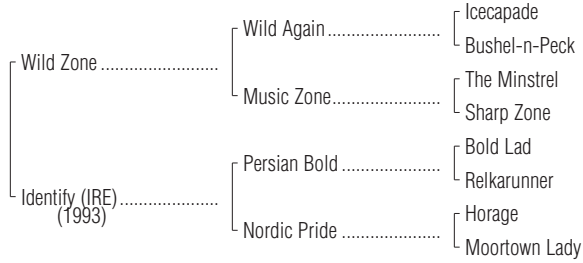 Icecapade
Wild Again ........................
Bushel-n-Peck
Wild Zone .........................
The Minstrel
Music Zone.......................
Sharp Zone
Bold Lad
Persian Bold .....................
Relkarunner
Identify (IRE).....................
(1993)
Horage
Nordic Pride .....................
Moortown Lady